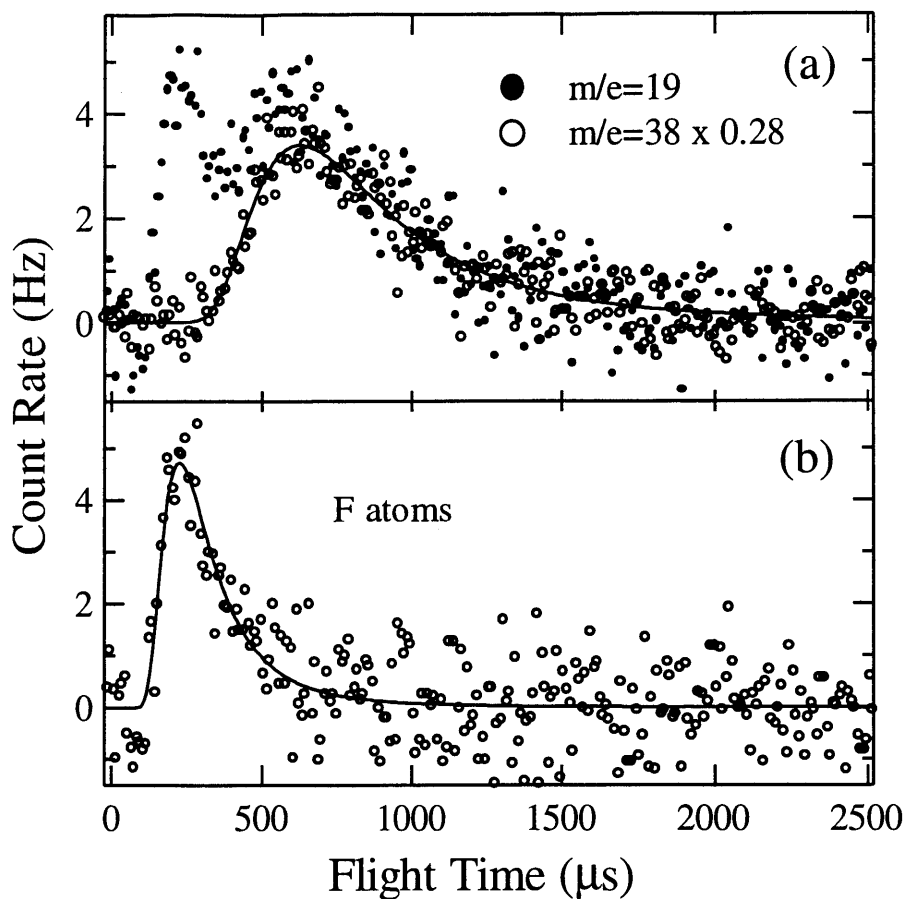 (a)
m/e=19
m/e=38 x 0.28
4
2
0
(b)
F atoms
4
2
0
Count Rate (Hz)
0 500 1000 1500 2000 2500
Flight Time (μs)